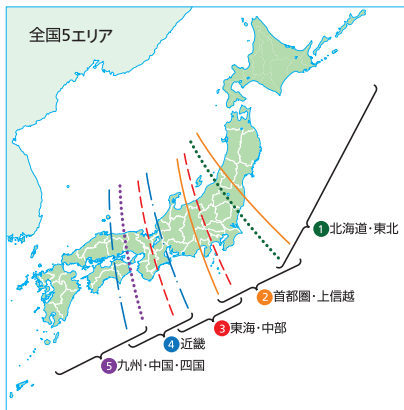 全国5エリア
1北海道・東北
2首都圏・上信越
3東海・中部
4近畿
5九州・中国・四国